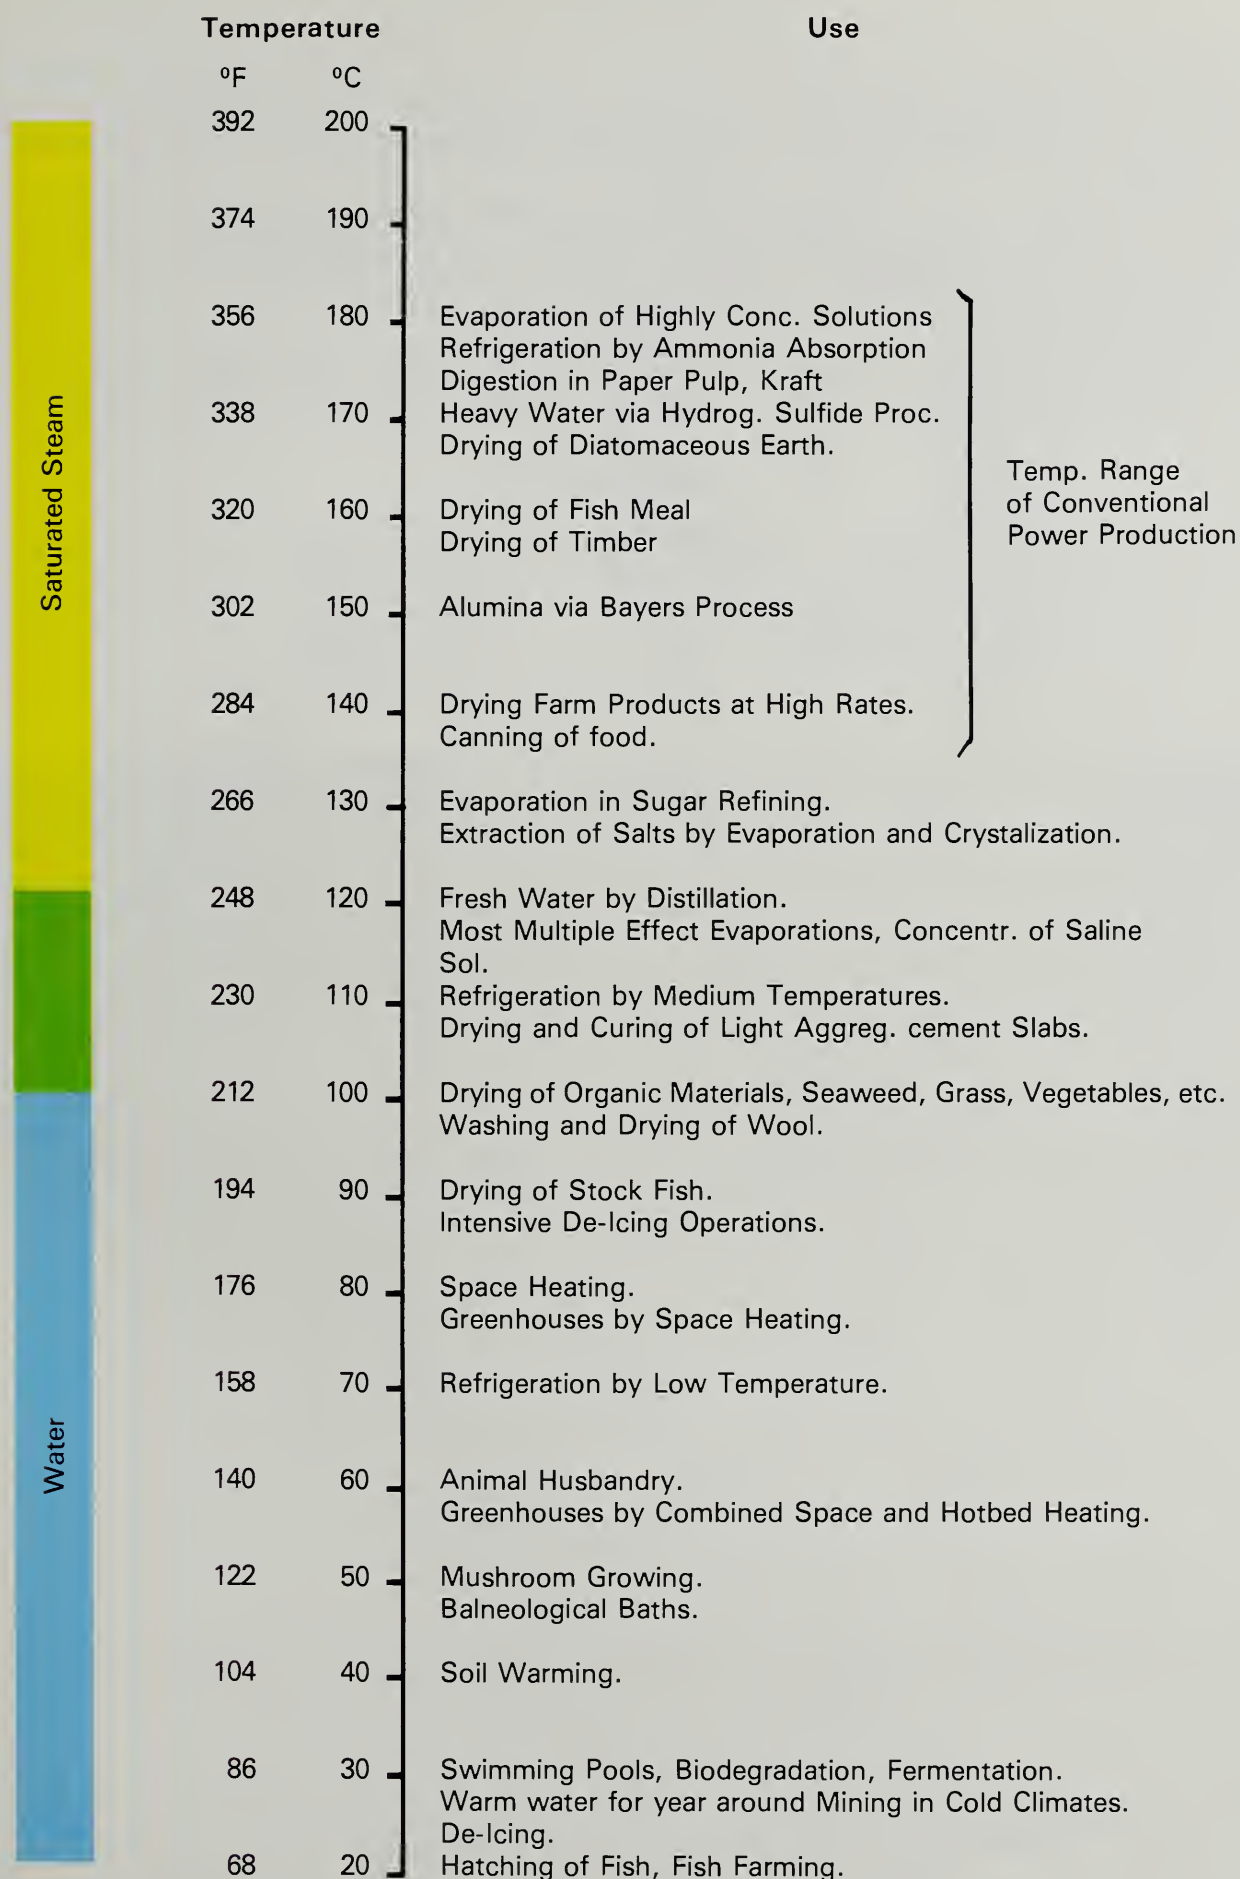 Temperature Use
ºF ºC
392 200
374 190
356 180 Evaporation of Highly Conc. Solutions
Refrigeration by Ammonia Absorption
Digestion in Paper Pulp, Kraft
338 170 Heavy Water via Hydrog. Sulfide Proc.
Drying of Diatomaceous Earth.
Temp. Range
of Conventional
Power Production
320 160 Drying of Fish Meal
Drying of Timber
302 150 Alumina via Bayers Process
284 140 Drying Farm Products at High Rates.
Canning of food.
266 130 Evaporation in Sugar Refining.
Extraction of Salts by Evaporation and Crystalization.
248 120 Fresh Water by Distillation.
Most Multiple Effect Evaporations, Concentr. of Saline
Sol.
230 110 Refrigeration by Medium Temperatures.
Drying and Curing of Light Aggreg. cement Slabs.
212 100 Drying of Organic Materials, Seaweed, Grass, Vegetables, etc.
Washing and Drying of Wool.
194 90 Drying of Stock Fish.
Intensive De-Icing Operations.
176 80 Space Heating.
Greenhouses by Space Heating.
158 70 Refrigeration by Low Temperature.
140 60 Animal Husbandry.
Greenhouses by Combined Space and Hotbed Heating.
122 50 Mushroom Growing.
Balneological Baths.
104 40 Soil Warming.
86 30 Swimming Pools, Biodegradation, Fermentation.
Warm water for year around Mining in Cold Climates.
De-Icing.
68 20 Hatching of Fish, Fish Farming.
Saturated Steam
Water